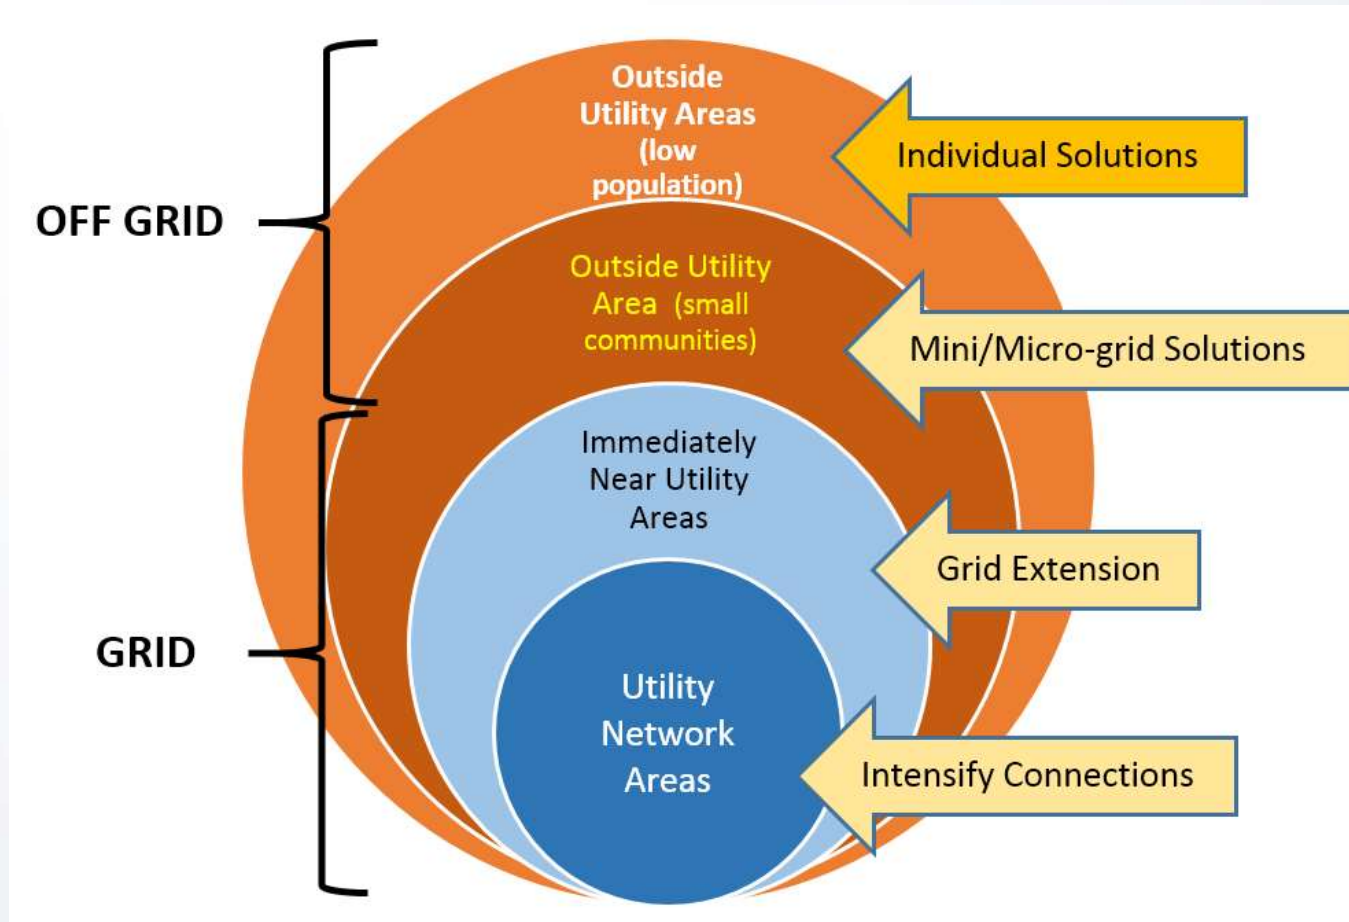 OFF GRID
GRID
Outside
Utility Areas
(low
population)
Outside Utility
Area (small
communities)
Immediately
Near Utility
Areas
Utility
Network
Areas
Individual Solutions
Mini/Micro-grid Solutions
Grid Extension
Intensify Connections